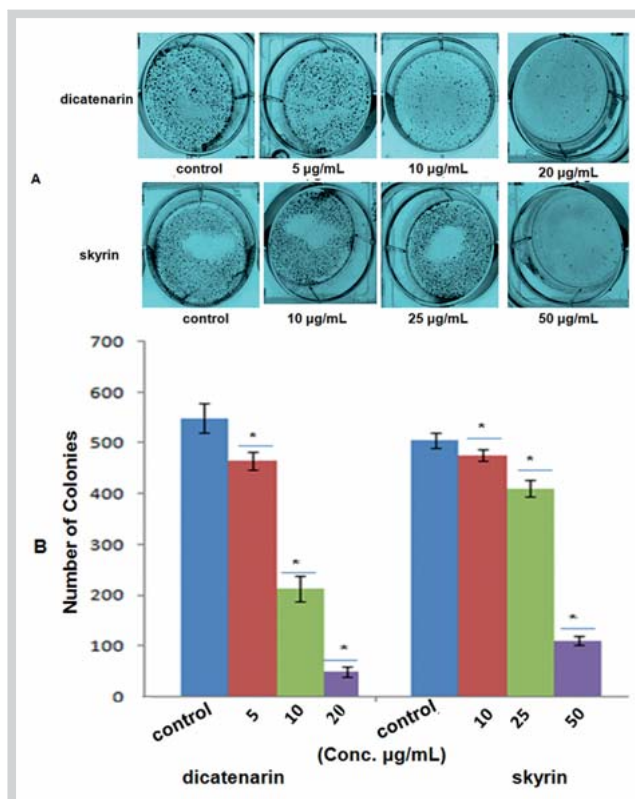 dicatenarin
control 5 µg/mL 10 µg/mL 20 µg/mL
A
skyrin
control 10 µg/mL 25 µg/mL 50 µg/mL
B
Number of Colonies
700
600
500
400
300
200
100
0
* * * * * *
control 5 10 20 control 10 25 50
(Conc. µg/mL)
dicatenarin skyrin